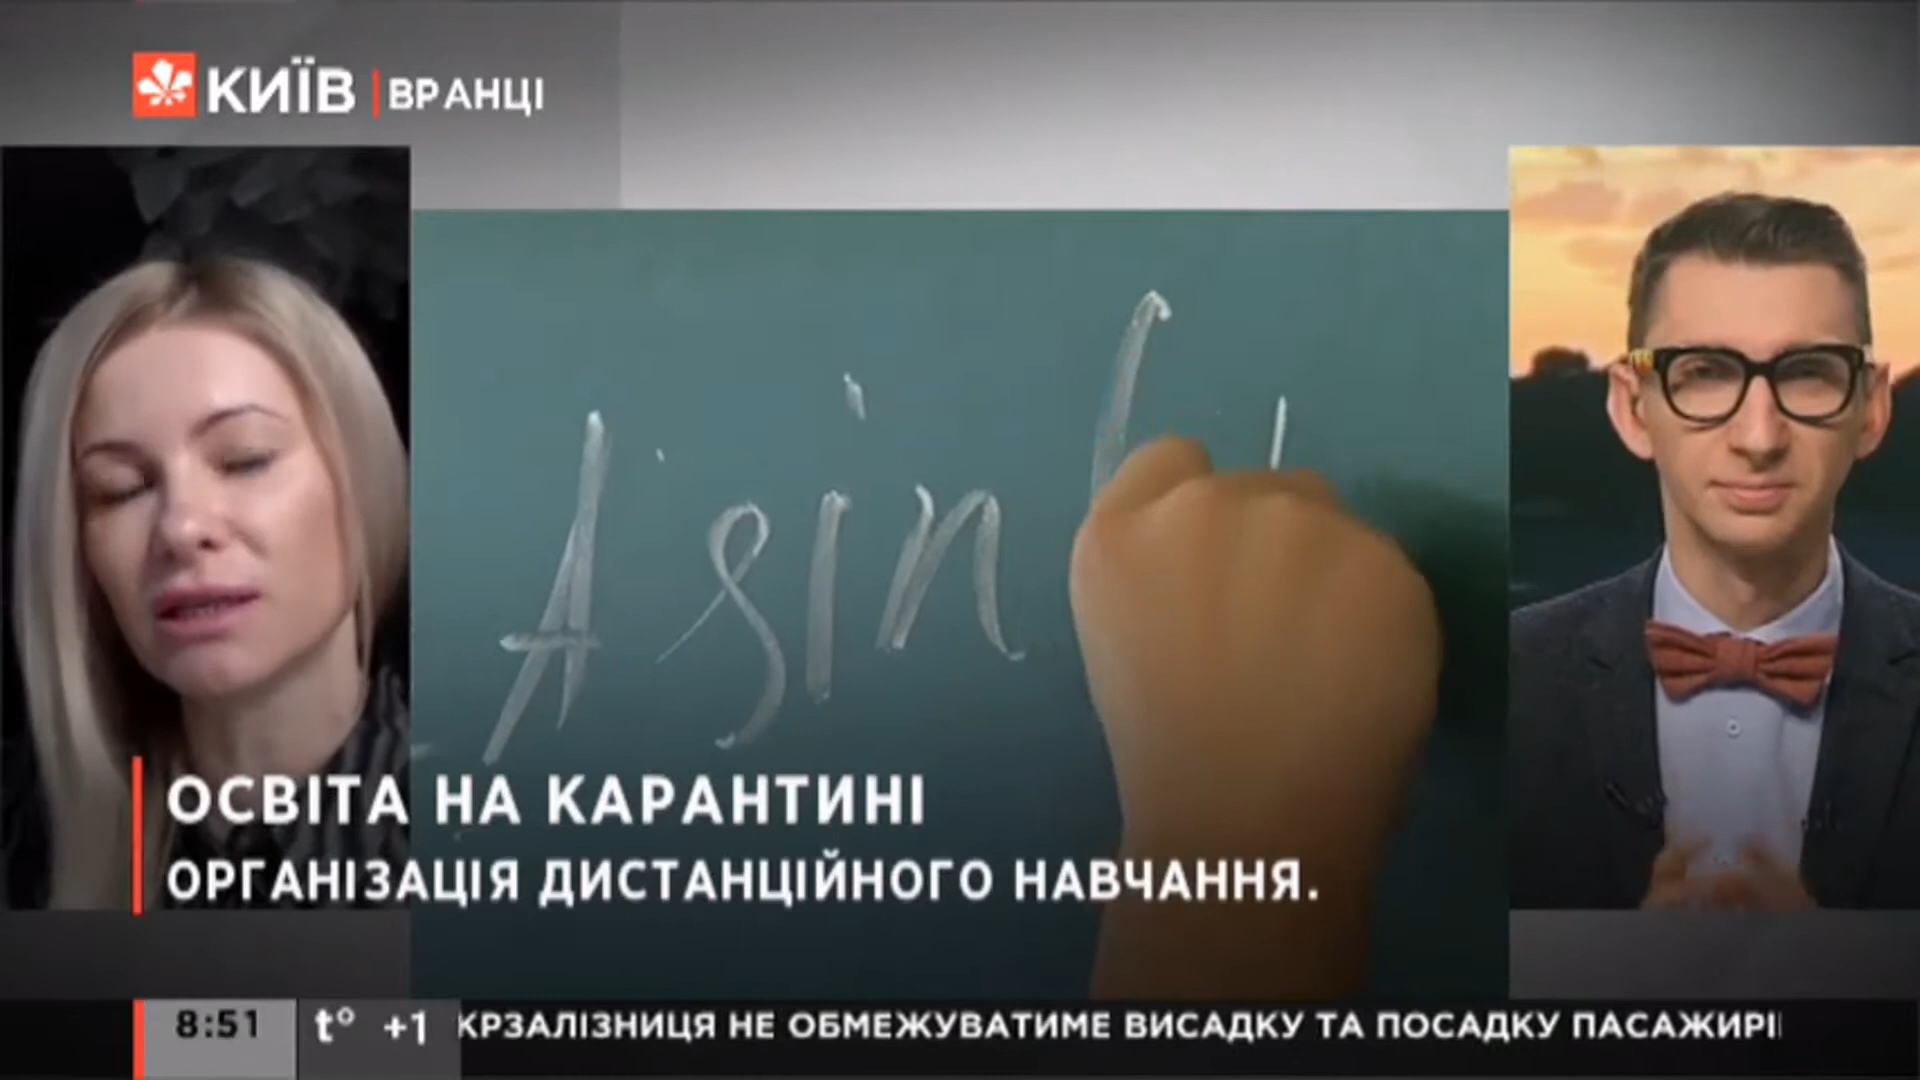 КИЇВ ВРАНЦІ
Asin
ОСВІТА НА КАРАНТИНІ
ОРГАНІЗАЦІЯ ДИСТАНЦІЙНОГО НАВЧАННЯ.
8:51 t° +1 КРЗАЛІЗНИЦЯ НЕ ОБМЕЖУВАТИМЕ ВИСАДКУ ТА ПОСАДКУ ПАСАЖИРІ